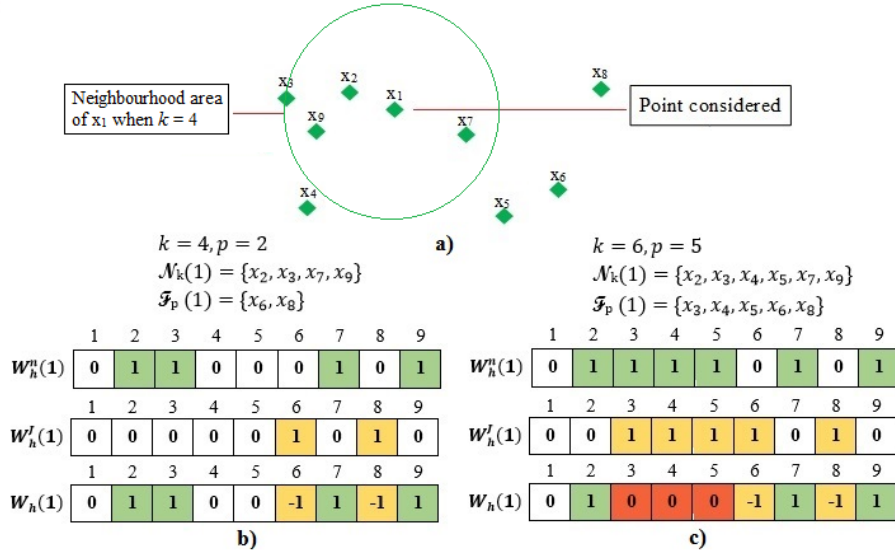 x₈
x₃
x₂
x₁
Neighbourhood area
of x₁ when k = 4
Point considered
x₉
x₇
x₄
x₆
x₅
a)
k = 4, p = 2
𝒩ₖ(1) = {x₂, x₃, x₇, x₉}
ℱₚ (1) = {x₆, x₈}
1 2 3 4 5 6 7 8 9
Wₕⁿ(1) 0 1 1 0 0 0 1 0 1
1 2 3 4 5 6 7 8 9
Wₕᶠ(1) 0 0 0 0 0 1 0 1 0
1 2 3 4 5 6 7 8 9
Wₕ(1) 0 1 1 0 0 -1 1 -1 1
b)
k = 6, p = 5
𝒩ₖ(1) = {x₂, x₃, x₄, x₅, x₇, x₉}
ℱₚ (1) = {x₃, x₄, x₅, x₆, x₈}
1 2 3 4 5 6 7 8 9
Wₕⁿ(1) 0 1 1 1 1 0 1 0 1
1 2 3 4 5 6 7 8 9
Wₕᶠ(1) 0 0 1 1 1 1 0 1 0
1 2 3 4 5 6 7 8 9
Wₕ(1) 0 1 0 0 0 -1 1 -1 1
c)